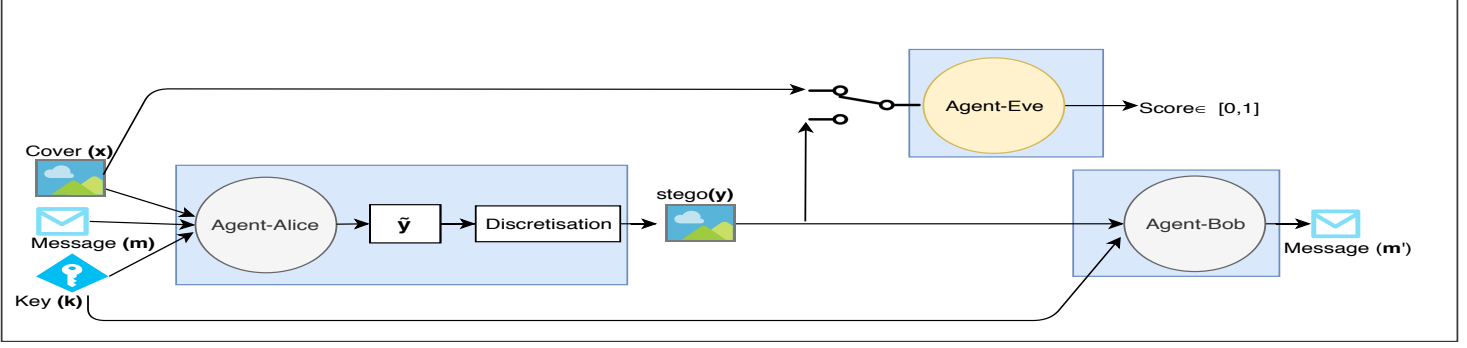 Agent-Eve
Score∈ [0,1]
Cover (x)
Message (m)
Key (k)
Agent-Alice
ỹ
Discretisation
stego(y)
Agent-Bob
Message (m')